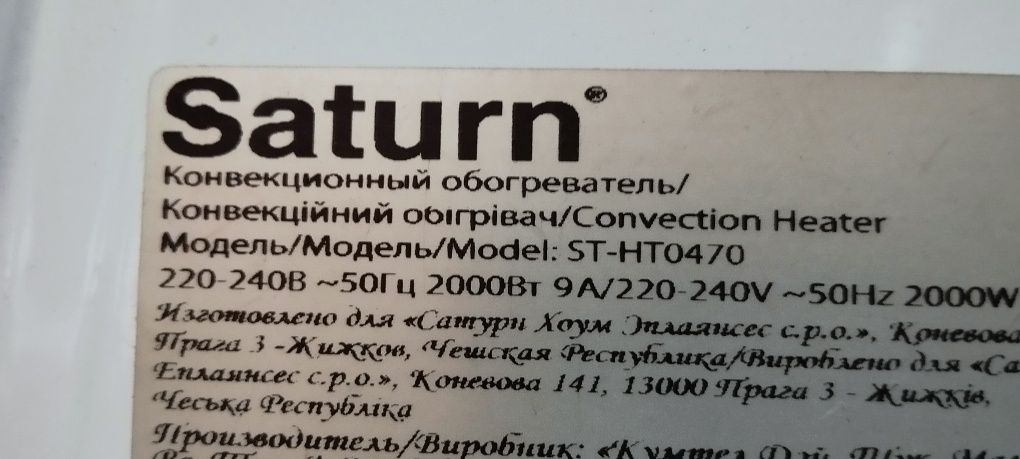 Saturn®
Конвекционный обогреватель/
Конвекційний обігрівач/Convection Heater
Модель/Модель/Model: ST-HT0470
220-240В ~50Гц 2000Вт 9А/220-240V ~50Hz 2000W
Изготовлено для «Сатурн Хоум Эплаянсес с.р.о.», Коневова
Прага 3 -Жижков, Чешская Республика/Вироблено для «Са
Еплаянсес с.р.о.», Коневова 141, 13000 Прага 3 - Жижків,
Чеська Республіка
Производитель/Виробник: «Кумтел